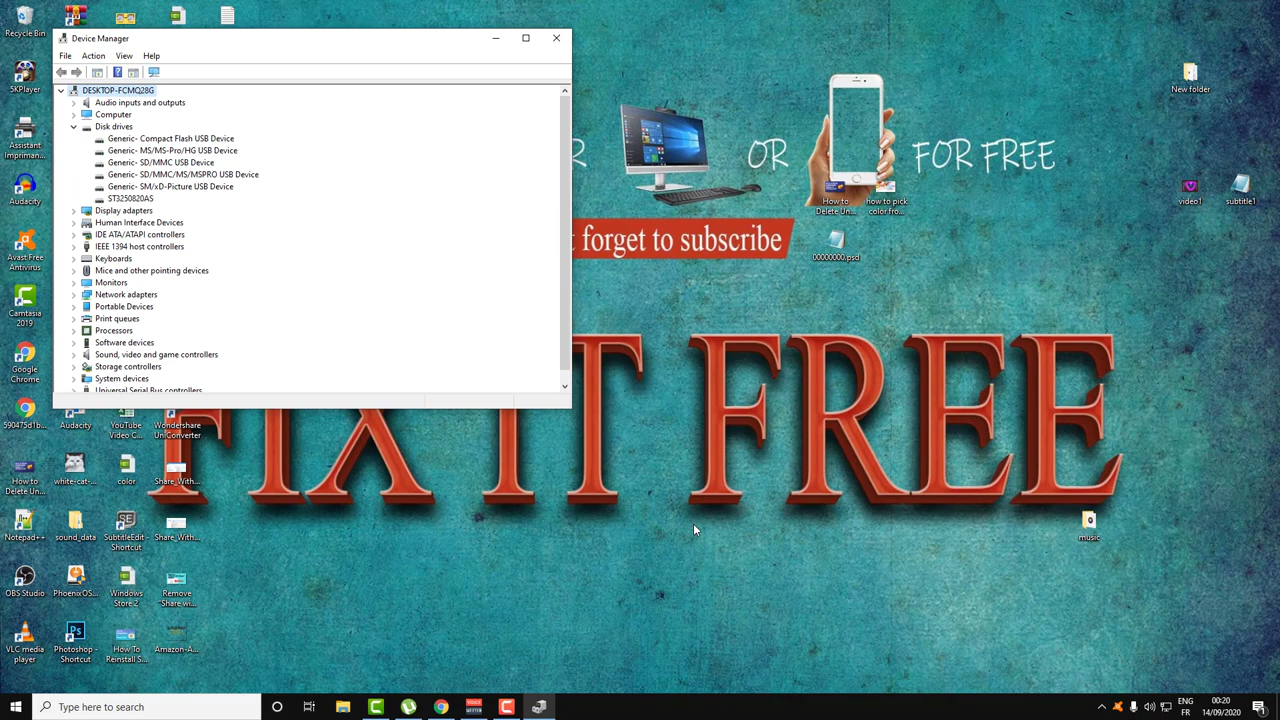 Recycle Bin
5KPlayer
Assistant
Impriman...
Audacity
Avast Free
Antivirus
Camtasia
2019
Google
Chrome
590475d1b...
How to
Delete Un...
Notepad++
OBS Studio
VLC media
player
Audacity
white-cat-...
sound_data
PhoenixOS...
Photoshop -
Shortcut
YouTube
Video C...
color
SubtitleEdit -
Shortcut
Windows
Store 2
How To
Reinstall S...
Wondershare
UniConverter
Share_With...
Share_With...
Remove
"Share wi...
Amazon-A...
Device Manager
File Action View Help
DESKTOP-FCMQ28G
Audio inputs and outputs
Computer
Disk drives
Generic- Compact Flash USB Device
Generic- MS/MS-Pro/HG USB Device
Generic- SD/MMC USB Device
Generic- SD/MMC/MS/MSPRO USB Device
Generic- SM/xD-Picture USB Device
ST3250820AS
Display adapters
Human Interface Devices
IDE ATA/ATAPI controllers
IEEE 1394 host controllers
Keyboards
Mice and other pointing devices
Monitors
Network adapters
Portable Devices
Print queues
Processors
Software devices
Sound, video and game controllers
Storage controllers
System devices
Universal Serial Bus controllers
OR FOR FREE
forget to subscribe
FIX IT FREE
How to
Delete Un...
how to pick
color fro...
00000000.psd
New folder
video1
subtitle1
music
Type here to search
ENG
FR
00:20
14/09/2020